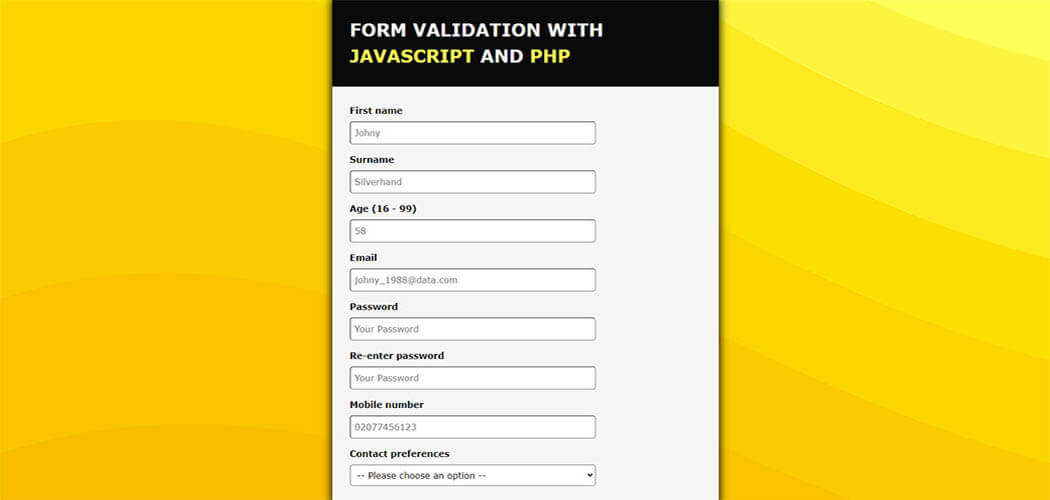 FORM VALIDATION WITH
JAVASCRIPT AND PHP
First name
Johny
Surname
Silverhand
Age (16 - 99)
58
Email
Johny_1988@data.com
Password
Your Password
Re-enter password
Your Password
Mobile number
02077456123
Contact preferences
-- Please choose an option --